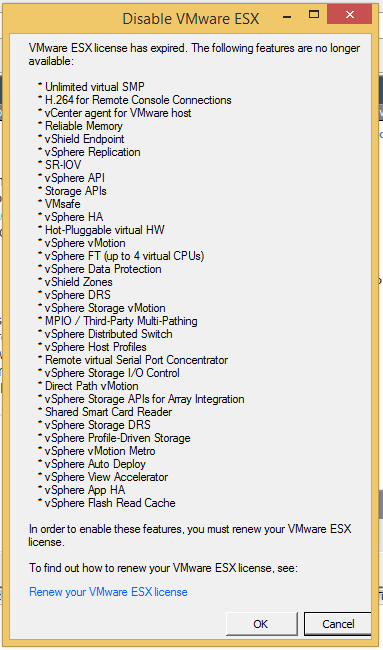 Disable VMware ESX
VMware ESX license has expired. The following features are no longer
available:
* Unlimited virtual SMP
* H.264 for Remote Console Connections
* vCenter agent for VMware host
* Reliable Memory
* vShield Endpoint
* vSphere Replication
* SR-IOV
* vSphere API
* Storage APIs
* VMsafe
* vSphere HA
* Hot-Pluggable virtual HW
* vSphere vMotion
* vSphere FT (up to 4 virtual CPUs)
* vSphere Data Protection
* vShield Zones
* vSphere DRS
* vSphere Storage vMotion
* MPIO / Third-Party Multi-Pathing
* vSphere Distributed Switch
* vSphere Host Profiles
* Remote virtual Serial Port Concentrator
* vSphere Storage I/O Control
* Direct Path vMotion
* vSphere Storage APIs for Array Integration
* Shared Smart Card Reader
* vSphere Storage DRS
* vSphere Profile-Driven Storage
* vSphere vMotion Metro
* vSphere Auto Deploy
* vSphere View Accelerator
* vSphere App HA
* vSphere Flash Read Cache
In order to enable these features, you must renew your VMware ESX
license.
To find out how to renew your VMware ESX license, see:
Renew your VMware ESX license
OK Cancel